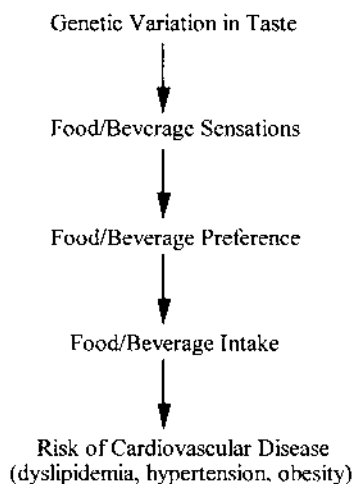 Genetic Variation in Taste
Food/Beverage Sensations
Food/Beverage Preference
Food/Beverage Intake
Risk of Cardiovascular Disease
(dyslipidemia, hypertension, obesity)